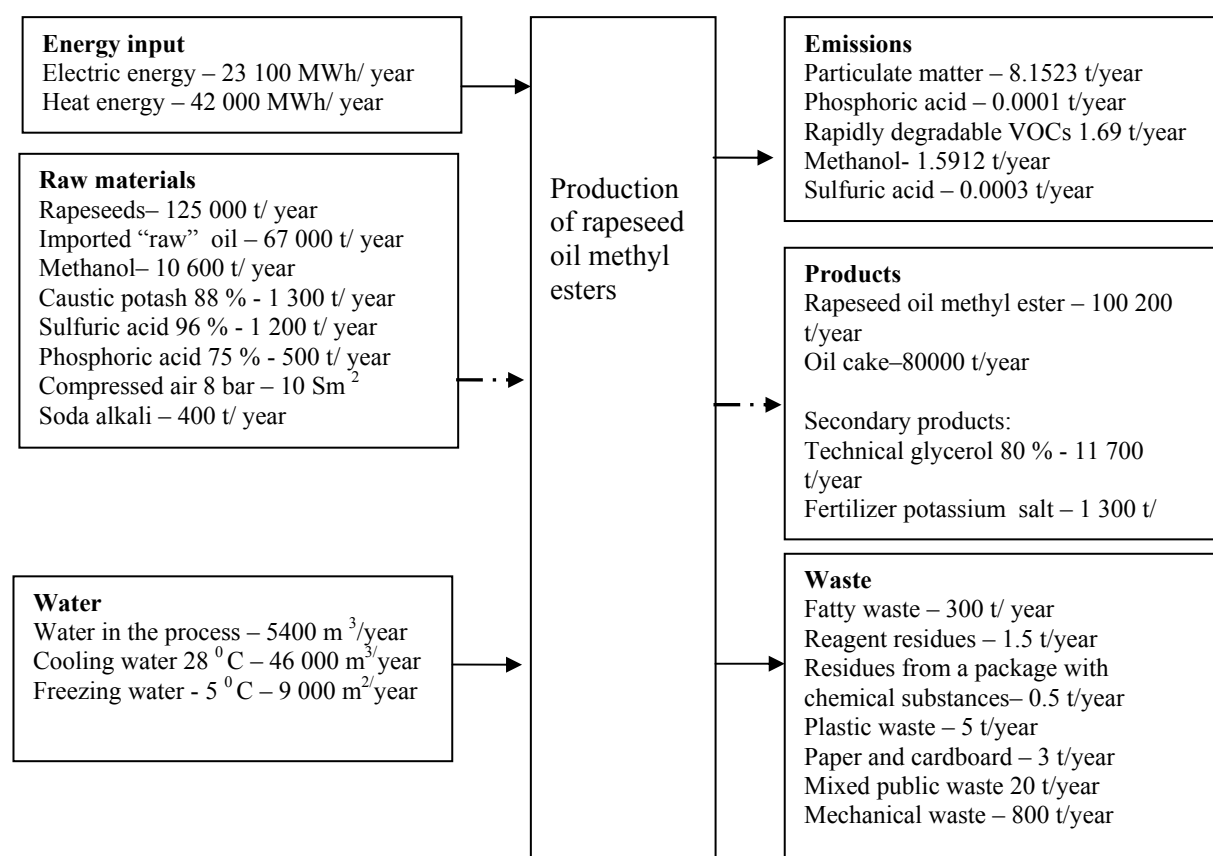 Energy input
Electric energy – 23 100 MWh/ year
Heat energy – 42 000 MWh/ year
Raw materials
Rapeseeds– 125 000 t/ year
Imported “raw” oil – 67 000 t/ year
Methanol– 10 600 t/ year
Caustic potash 88 % - 1 300 t/ year
Sulfuric acid 96 % - 1 200 t/ year
Phosphoric acid 75 % - 500 t/ year
Compressed air 8 bar – 10 Sm 2
Soda alkali – 400 t/ year
Water
Water in the process – 5400 m 3/year
Cooling water 28 0 C – 46 000 m3/year
Freezing water - 5 0 C – 9 000 m2/year
Production
of rapeseed
oil methyl
esters
Emissions
Particulate matter – 8.1523 t/year
Phosphoric acid – 0.0001 t/year
Rapidly degradable VOCs 1.69 t/year
Methanol- 1.5912 t/year
Sulfuric acid – 0.0003 t/year
Products
Rapeseed oil methyl ester – 100 200
t/year
Oil cake–80000 t/year
Secondary products:
Technical glycerol 80 % - 11 700
t/year
Fertilizer potassium salt – 1 300 t/
Waste
Fatty waste – 300 t/ year
Reagent residues – 1.5 t/year
Residues from a package with
chemical substances– 0.5 t/year
Plastic waste – 5 t/year
Paper and cardboard – 3 t/year
Mixed public waste 20 t/year
Mechanical waste – 800 t/year